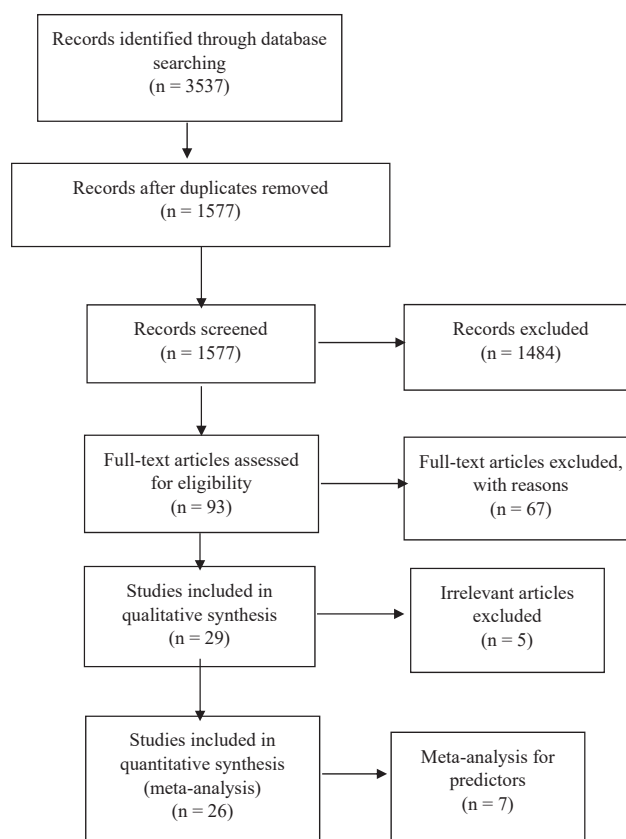 Records identified through database
searching
(n = 3537)
Records after duplicates removed
(n = 1577)
Records screened
(n = 1577)
Records excluded
(n = 1484)
Full-text articles assessed
for eligibility
(n = 93)
Full-text articles excluded,
with reasons
(n = 67)
Studies included in
qualitative synthesis
(n = 29)
Irrelevant articles
excluded
(n = 5)
Studies included in
quantitative synthesis
(meta-analysis)
(n = 26)
Meta-analysis for
predictors
(n = 7)